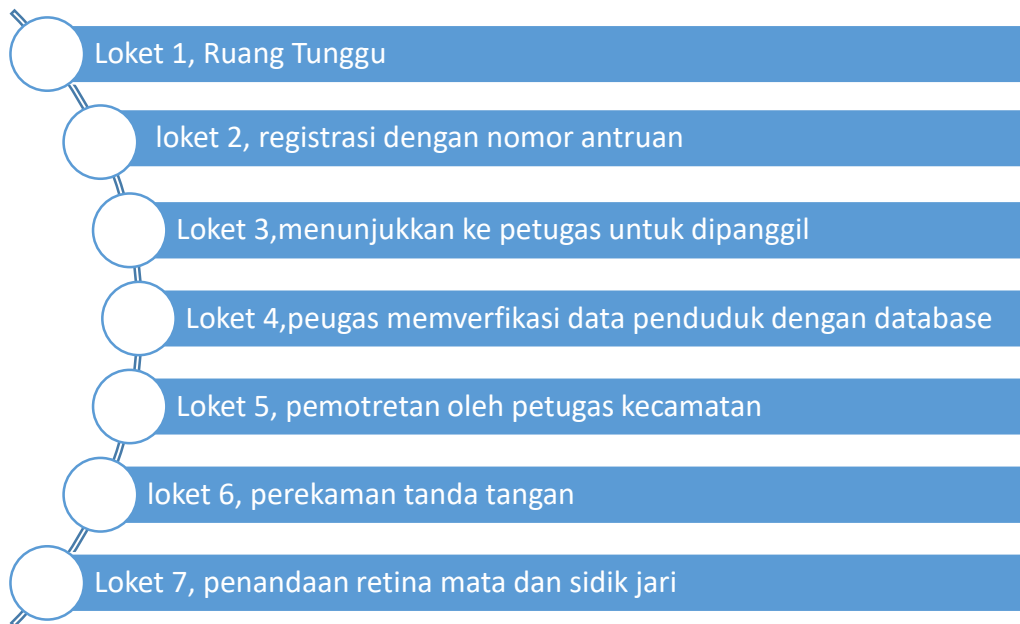 Loket 1, Ruang Tunggu
loket 2, registrasi dengan nomor antruan
Loket 3,menunjukkan ke petugas untuk dipanggil
Loket 4,peugas memverfikasi data penduduk dengan database
Loket 5, pemotretan oleh petugas kecamatan
loket 6, perekaman tanda tangan
Loket 7, penandaan retina mata dan sidik jari